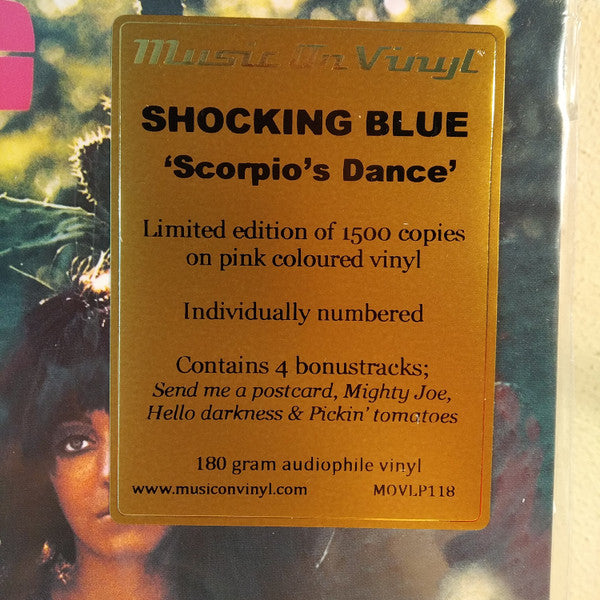 Music On Vinyl
SHOCKING BLUE
‘Scorpio’s Dance’
Limited edition of 1500 copies
on pink coloured vinyl
Individually numbered
Contains 4 bonustracks;
Send me a postcard, Mighty Joe,
Hello darkness & Pickin’ tomatoes
180 gram audiophile vinyl
www.musiconvinyl.com MOVLP118